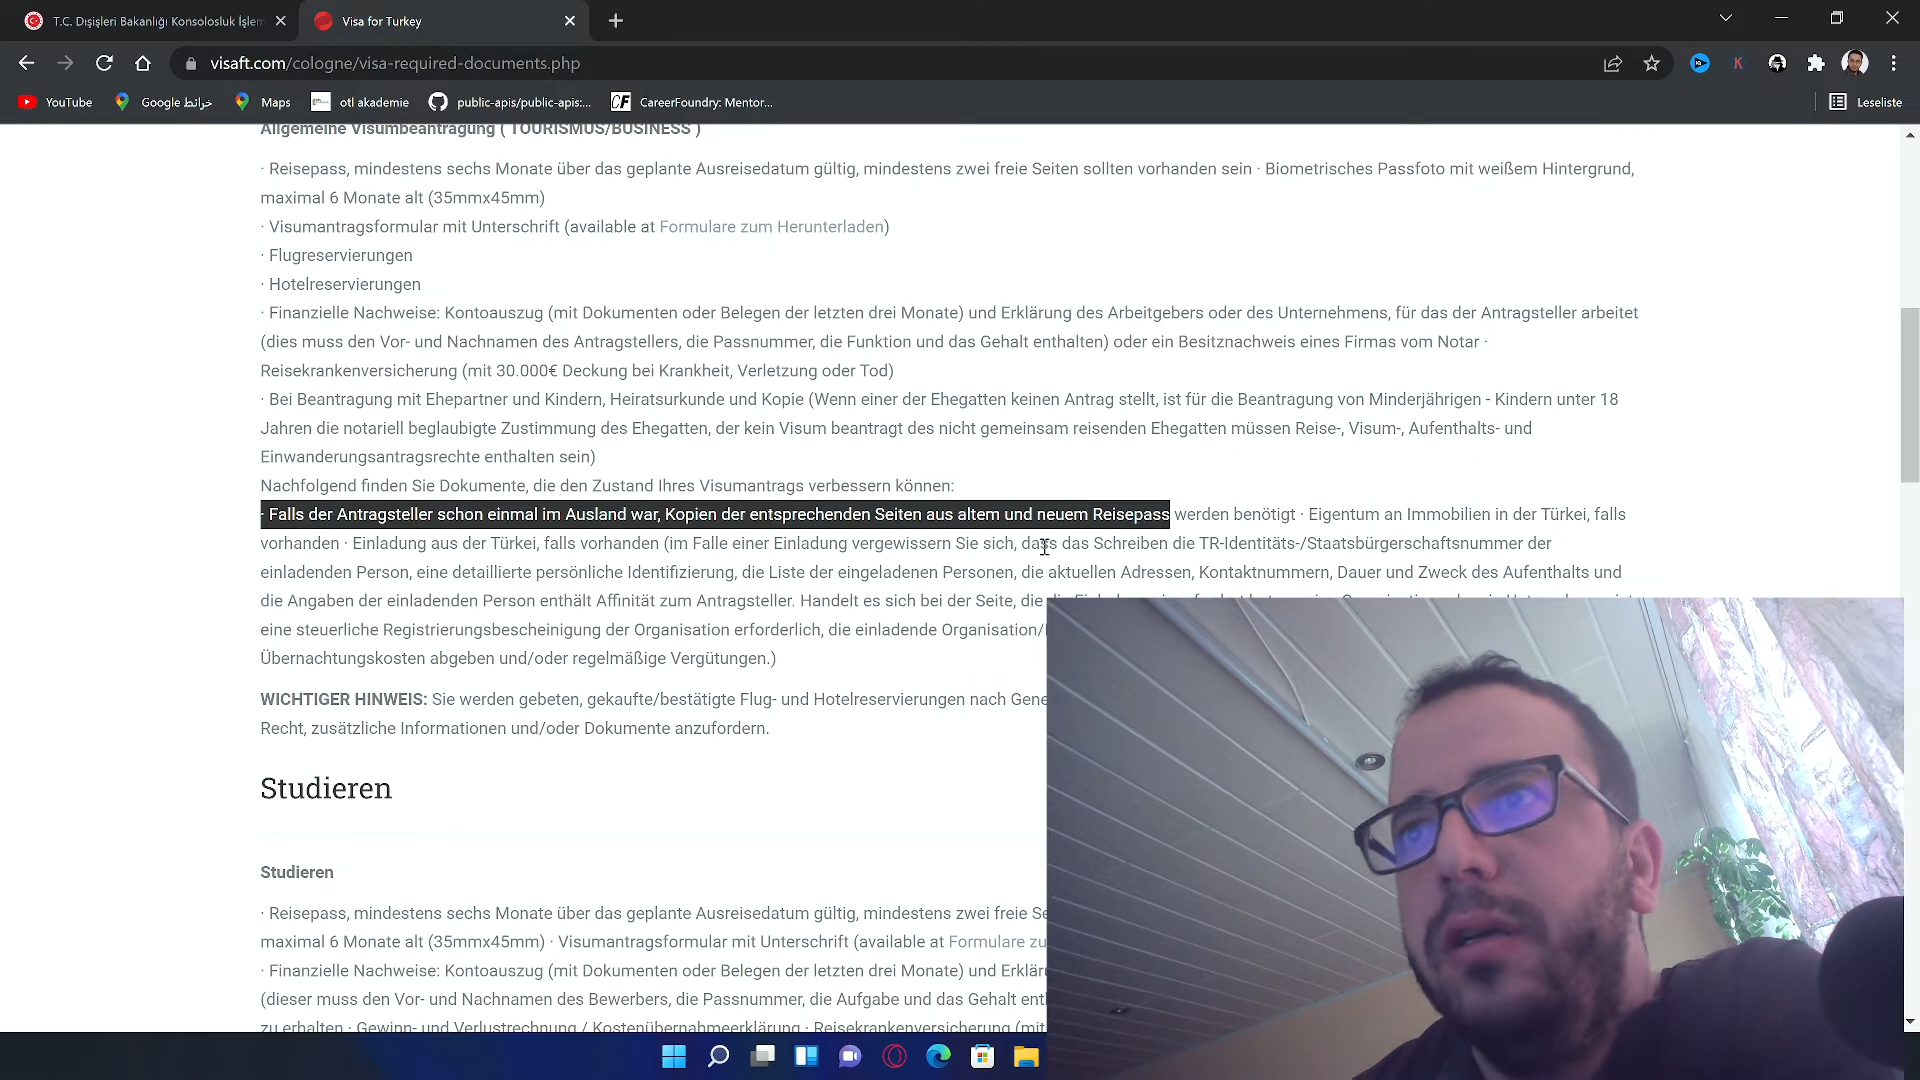 T.C. Dışişleri Bakanlığı Konsolosluk İşlem
Visa for Turkey
visaft.com/cologne/visa-required-documents.php
YouTube
خرائط Google
Maps
otl akademie
public-apis/public-apis:...
CareerFoundry: Mentor...
Leseliste
Allgemeine Visumbeantragung ( TOURISMUS/BUSINESS )
· Reisepass, mindestens sechs Monate über das geplante Ausreisedatum gültig, mindestens zwei freie Seiten sollten vorhanden sein · Biometrisches Passfoto mit weißem Hintergrund,
maximal 6 Monate alt (35mmx45mm)
· Visumantragsformular mit Unterschrift (available at Formulare zum Herunterladen)
· Flugreservierungen
· Hotelreservierungen
· Finanzielle Nachweise: Kontoauszug (mit Dokumenten oder Belegen der letzten drei Monate) und Erklärung des Arbeitgebers oder des Unternehmens, für das der Antragsteller arbeitet
(dies muss den Vor- und Nachnamen des Antragstellers, die Passnummer, die Funktion und das Gehalt enthalten) oder ein Besitznachweis eines Firmas vom Notar ·
Reisekrankenversicherung (mit 30.000€ Deckung bei Krankheit, Verletzung oder Tod)
· Bei Beantragung mit Ehepartner und Kindern, Heiratsurkunde und Kopie (Wenn einer der Ehegatten keinen Antrag stellt, ist für die Beantragung von Minderjährigen - Kindern unter 18
Jahren die notariell beglaubigte Zustimmung des Ehegatten, der kein Visum beantragt des nicht gemeinsam reisenden Ehegatten müssen Reise-, Visum-, Aufenthalts- und
Einwanderungsantragsrechte enthalten sein)
Nachfolgend finden Sie Dokumente, die den Zustand Ihres Visumantrags verbessern können:
· Falls der Antragsteller schon einmal im Ausland war, Kopien der entsprechenden Seiten aus altem und neuem Reisepass werden benötigt · Eigentum an Immobilien in der Türkei, falls
vorhanden · Einladung aus der Türkei, falls vorhanden (im Falle einer Einladung vergewissern Sie sich, dass das Schreiben die TR-Identitäts-/Staatsbürgerschaftsnummer der
einladenden Person, eine detaillierte persönliche Identifizierung, die Liste der eingeladenen Personen, die aktuellen Adressen, Kontaktnummern, Dauer und Zweck des Aufenthalts und
die Angaben der einladenden Person enthält Affinität zum Antragsteller. Handelt es sich bei der Seite, die
eine steuerliche Registrierungsbescheinigung der Organisation erforderlich, die einladende Organisation/
Übernachtungskosten abgeben und/oder regelmäßige Vergütungen.)
WICHTIGER HINWEIS: Sie werden gebeten, gekaufte/bestätigte Flug- und Hotelreservierungen nach Gene
Recht, zusätzliche Informationen und/oder Dokumente anzufordern.
Studieren
Studieren
· Reisepass, mindestens sechs Monate über das geplante Ausreisedatum gültig, mindestens zwei freie Se
maximal 6 Monate alt (35mmx45mm) · Visumantragsformular mit Unterschrift (available at Formulare zu
· Finanzielle Nachweise: Kontoauszug (mit Dokumenten oder Belegen der letzten drei Monate) und Erklär
(dieser muss den Vor- und Nachnamen des Bewerbers, die Passnummer, die Aufgabe und das Gehalt ent
zu erhalten · Gewinn- und Verlustrechnung / Kostenübernahmeerklärung · Reisekrankenversicherung (mit